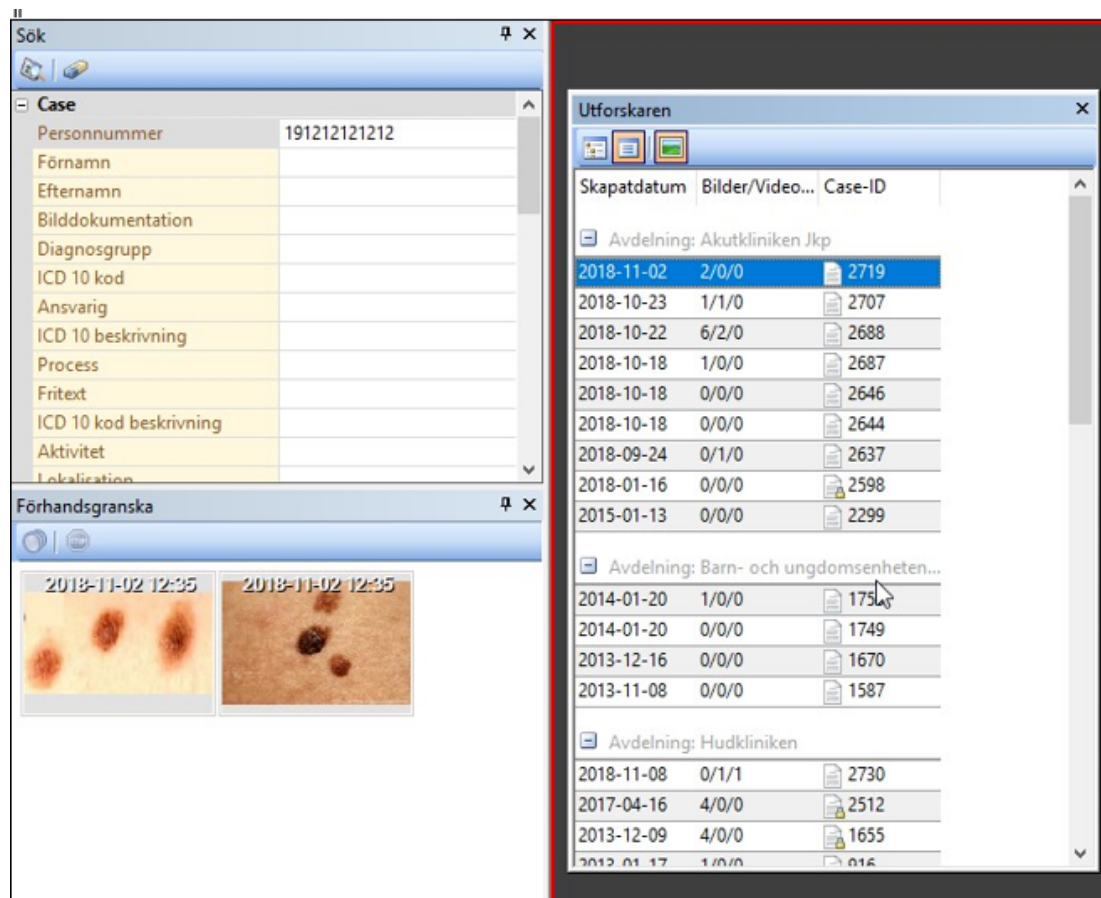 Sök
Case
Personnummer 191212121212
Förnamn
Efternamn
Bilddokumentation
Diagnosgrupp
ICD 10 kod
Ansvarig
ICD 10 beskrivning
Process
Fritext
ICD 10 kod beskrivning
Aktivitet
Lokalisation
Förhandsgranska
2018-11-02 12:35 2018-11-02 12:35
Utforskaren
Skapatdatum Bilder/Video... Case-ID
Avdelning: Akutkliniken Jkp
2018-11-02 2/0/0 2719
2018-10-23 1/1/0 2707
2018-10-22 6/2/0 2688
2018-10-18 1/0/0 2687
2018-10-18 0/0/0 2646
2018-10-18 0/0/0 2644
2018-09-24 0/1/0 2637
2018-01-16 0/0/0 2598
2015-01-13 0/0/0 2299
Avdelning: Barn- och ungdomsenheten...
2014-01-20 1/0/0
2014-01-20 0/0/0 1749
2013-12-16 0/0/0 1670
2013-11-08 0/0/0 1587
Avdelning: Hudkliniken
2018-11-08 0/1/1 2730
2017-04-16 4/0/0 2512
2013-12-09 4/0/0 1655
2013-01-17 1/0/0 916